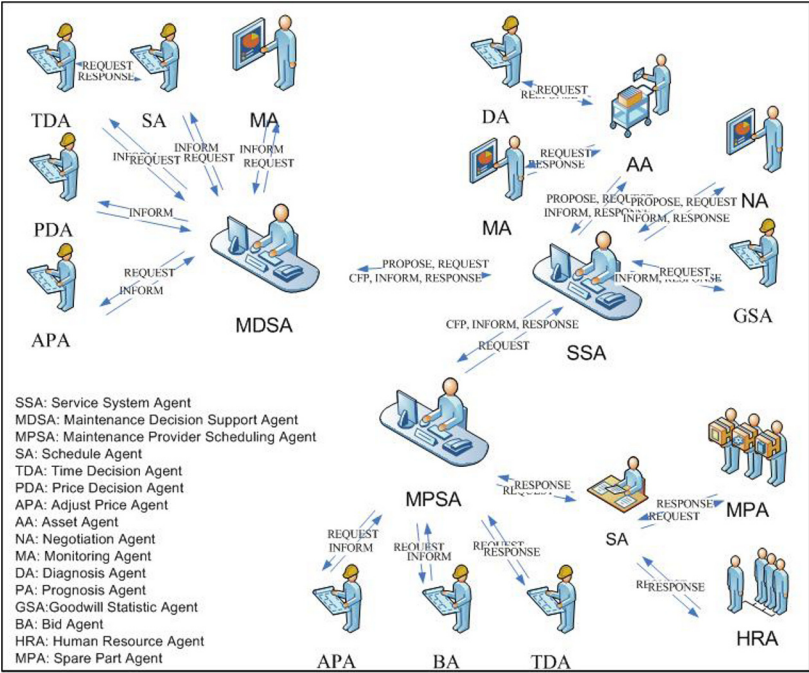 REQUEST
RESPONSE
TDA
SA
MA
INFORM
REQUEST
INFORM
REQUEST
INFORM
REQUEST
PDA
INFORM
REQUEST
INFORM
APA
MDSA
PROPOSE, REQUEST
CFP, INFORM, RESPONSE
DA
REQUEST
RESPONSE
AA
REQUEST
RESPONSE
MA
NA
PROPOSE, REQUEST
INFORM, RESPONSE
PROPOSE, REQUEST
INFORM, RESPONSE
REQUEST
INFORM, RESPONSE
GSA
SSA
CFP, INFORM, RESPONSE
REQUEST
MPSA
RESPONSE
REQUEST
SA
RESPONSE
REQUEST
MPA
REQUEST
INFORM
REQUEST
INFORM
REQUEST
RESPONSE
RESPONSE
HRA
APA
BA
TDA
SSA: Service System Agent
MDSA: Maintenance Decision Support Agent
MPSA: Maintenance Provider Scheduling Agent
SA: Schedule Agent
TDA: Time Decision Agent
PDA: Price Decision Agent
APA: Adjust Price Agent
AA: Asset Agent
NA: Negotiation Agent
MA: Monitoring Agent
DA: Diagnosis Agent
PA: Prognosis Agent
GSA:Goodwill Statistic Agent
BA: Bid Agent
HRA: Human Resource Agent
MPA: Spare Part Agent